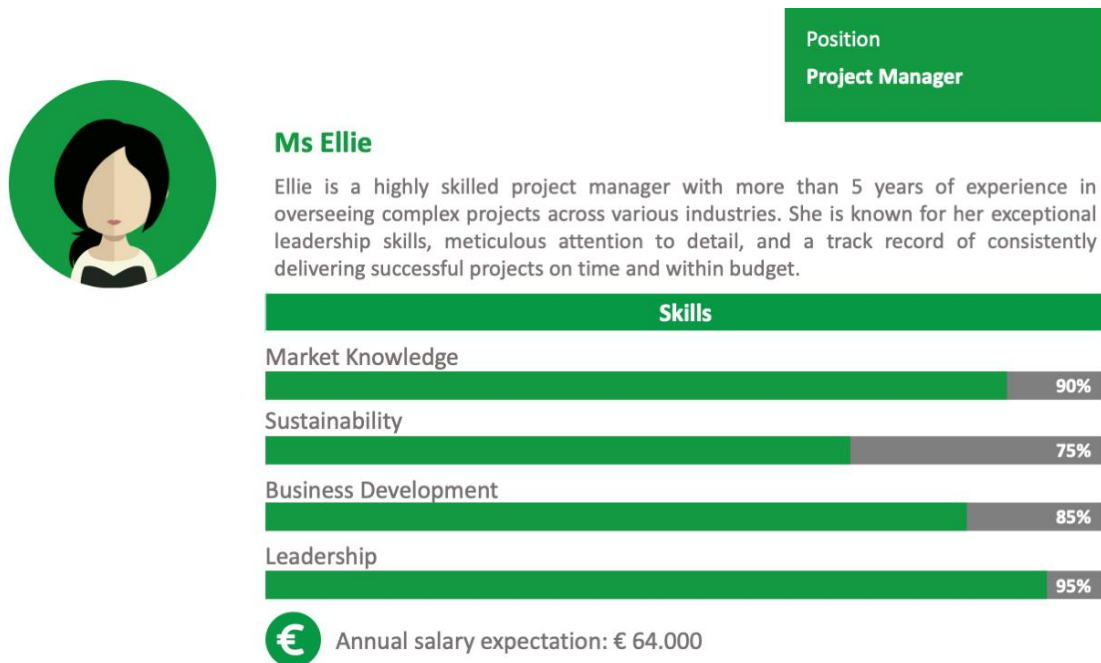 Position
Project Manager
Ms Ellie
Ellie is a highly skilled project manager with more than 5 years of experience in
overseeing complex projects across various industries. She is known for her exceptional
leadership skills, meticulous attention to detail, and a track record of consistently
delivering successful projects on time and within budget.
Skills
Market Knowledge
90%
Sustainability
75%
Business Development
85%
Leadership
95%
€ Annual salary expectation: € 64.000